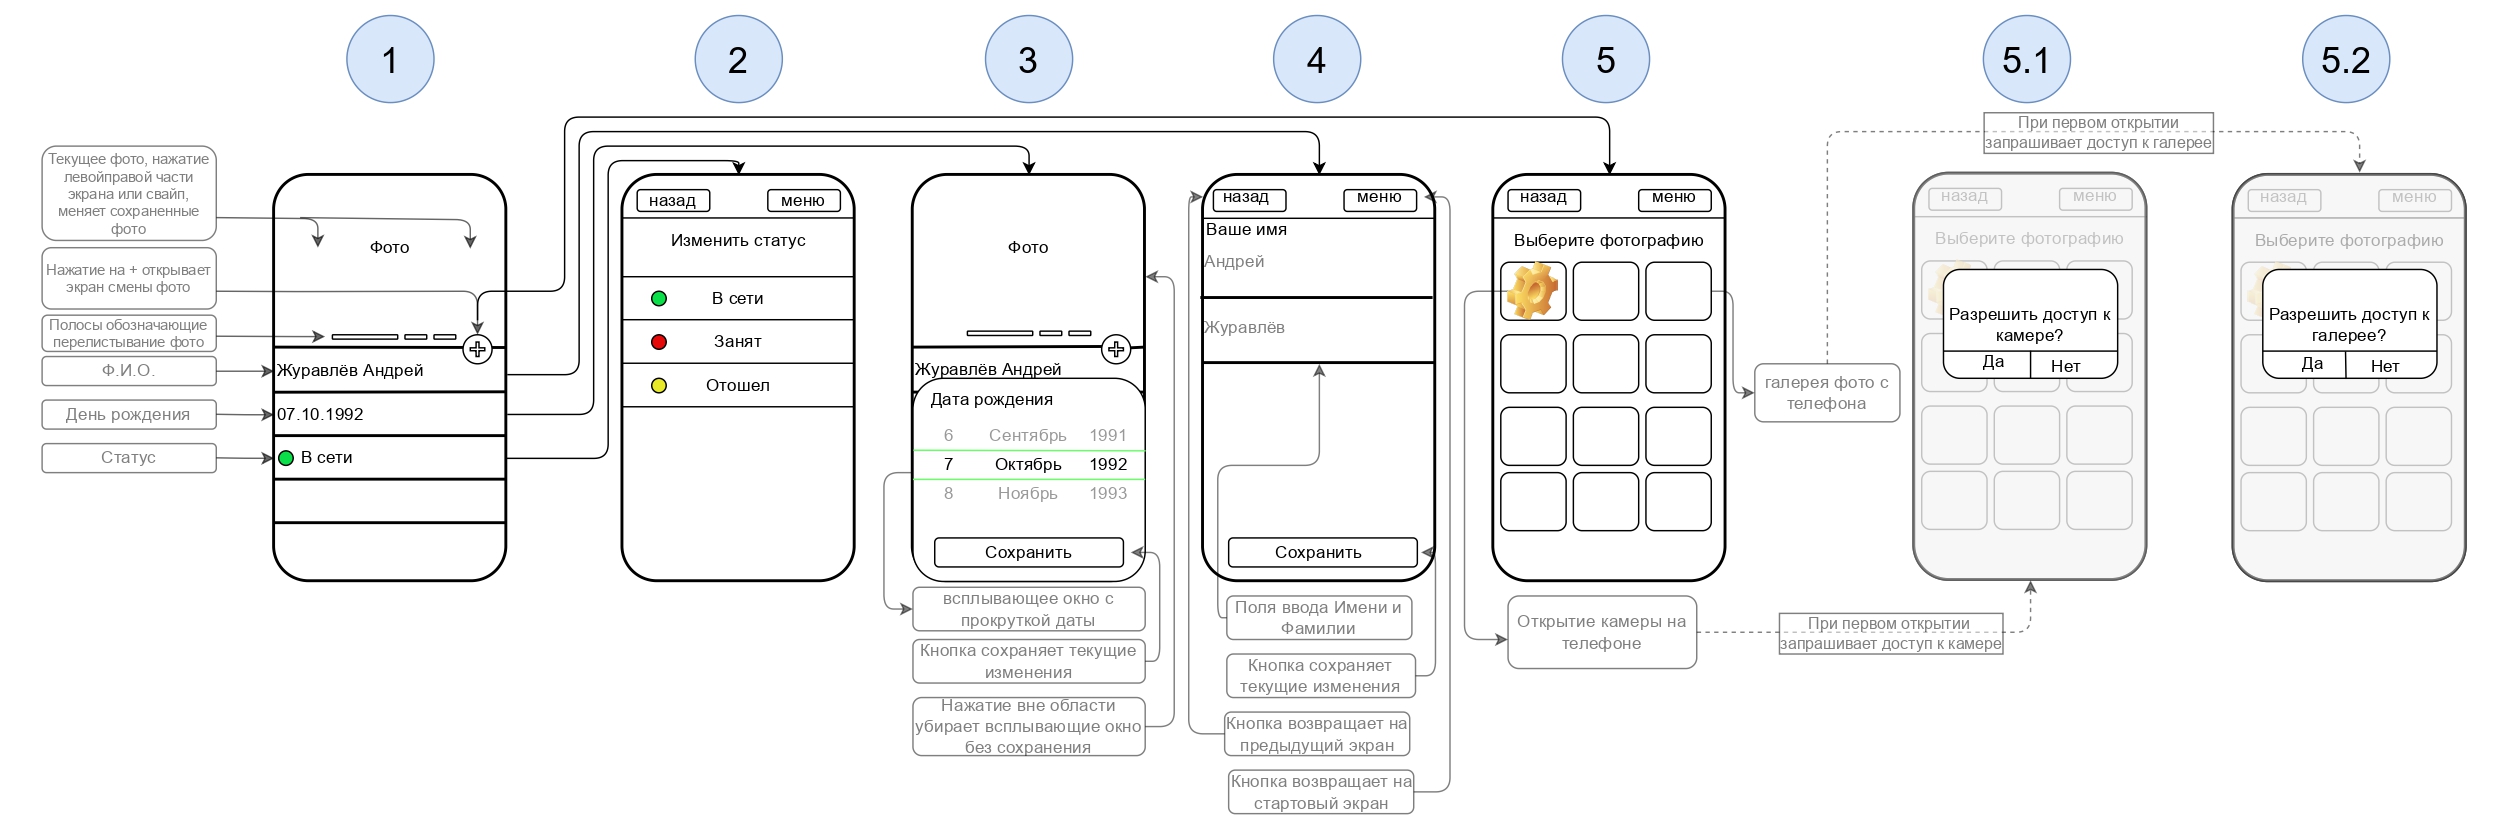 1
2
3
4
5
5.1
5.2
Текущее фото, нажатие
левойправой части
экрана или свайп,
меняет сохраненные
фото
Нажатие на + открывает
экран смены фото
Полосы обозначающие
перелистывание фото
Ф.И.О.
День рождения
Статус
Фото
Журавлёв Андрей
07.10.1992
В сети
назад
меню
Изменить статус
В сети
Занят
Отошел
Фото
Журавлёв Андрей
Дата рождения
6 Сентябрь 1991
7 Октябрь 1992
8 Ноябрь 1993
Сохранить
всплывающее окно с
прокруткой даты
Кнопка сохраняет текущие
изменения
Нажатие вне области
убирает всплывающие окно
без сохранения
назад
меню
Ваше имя
Андрей
Журавлёв
Сохранить
Поля ввода Имени и
Фамилии
Кнопка сохраняет
текущие изменения
Кнопка возвращает на
предыдущий экран
Кнопка возвращает на
стартовый экран
назад
меню
Выберите фотографию
Открытие камеры на
телефоне
галерея фото с
телефона
При первом открытии
запрашивает доступ к камере
При первом открытии
запрашивает доступ к галерее
назад
меню
Выберите фотографию
Разрешить доступ к
камере?
Да
Нет
назад
меню
Выберите фотографию
Разрешить доступ к
галерее?
Да
Нет